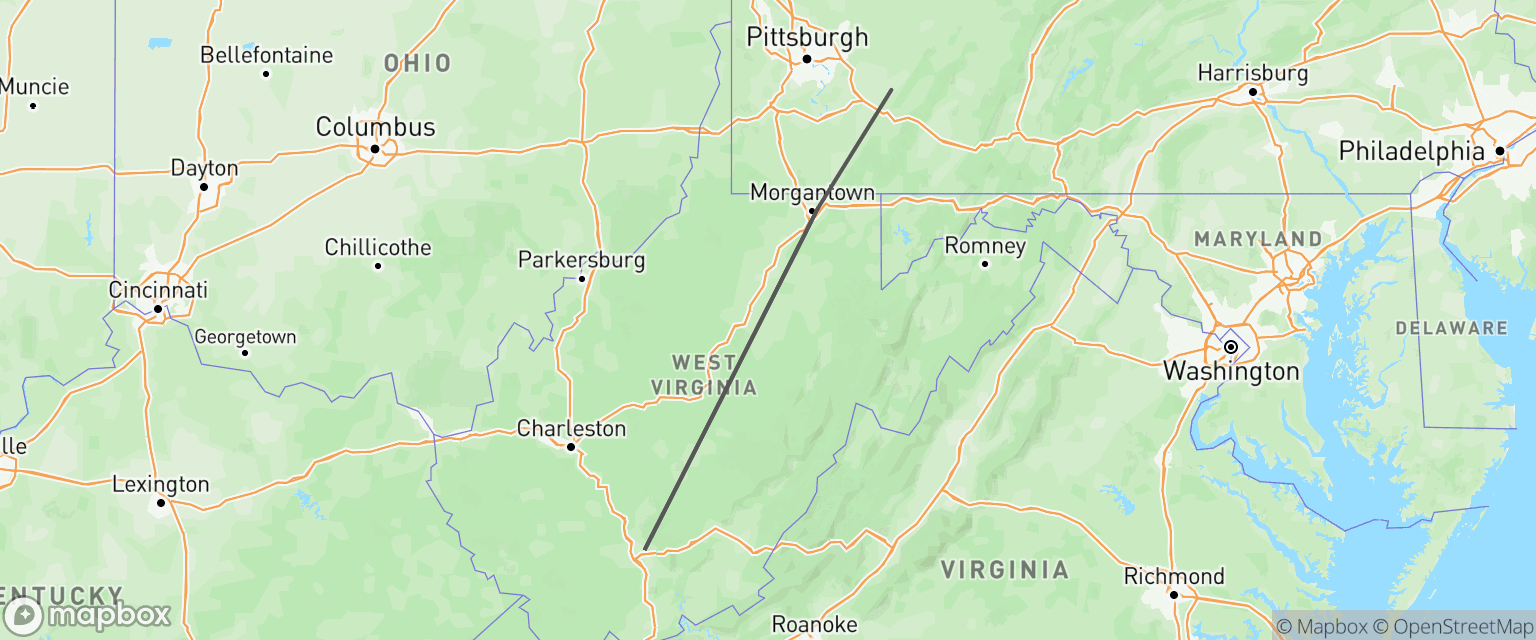 Pittsburgh
Bellefontaine
OHIO
Harrisburg
Muncie
Columbus
Philadelphia
Dayton
Morgantown
MARYLAND
Chillicothe
Romney
Parkersburg
Cincinnati
DELAWARE
Georgetown
WEST
VIRGINIA
Washington
Charleston
lle
Lexington
VIRGINIA
Richmond
ENTUCKY
mapbox
Roanoke
© Mapbox © OpenStreetMap